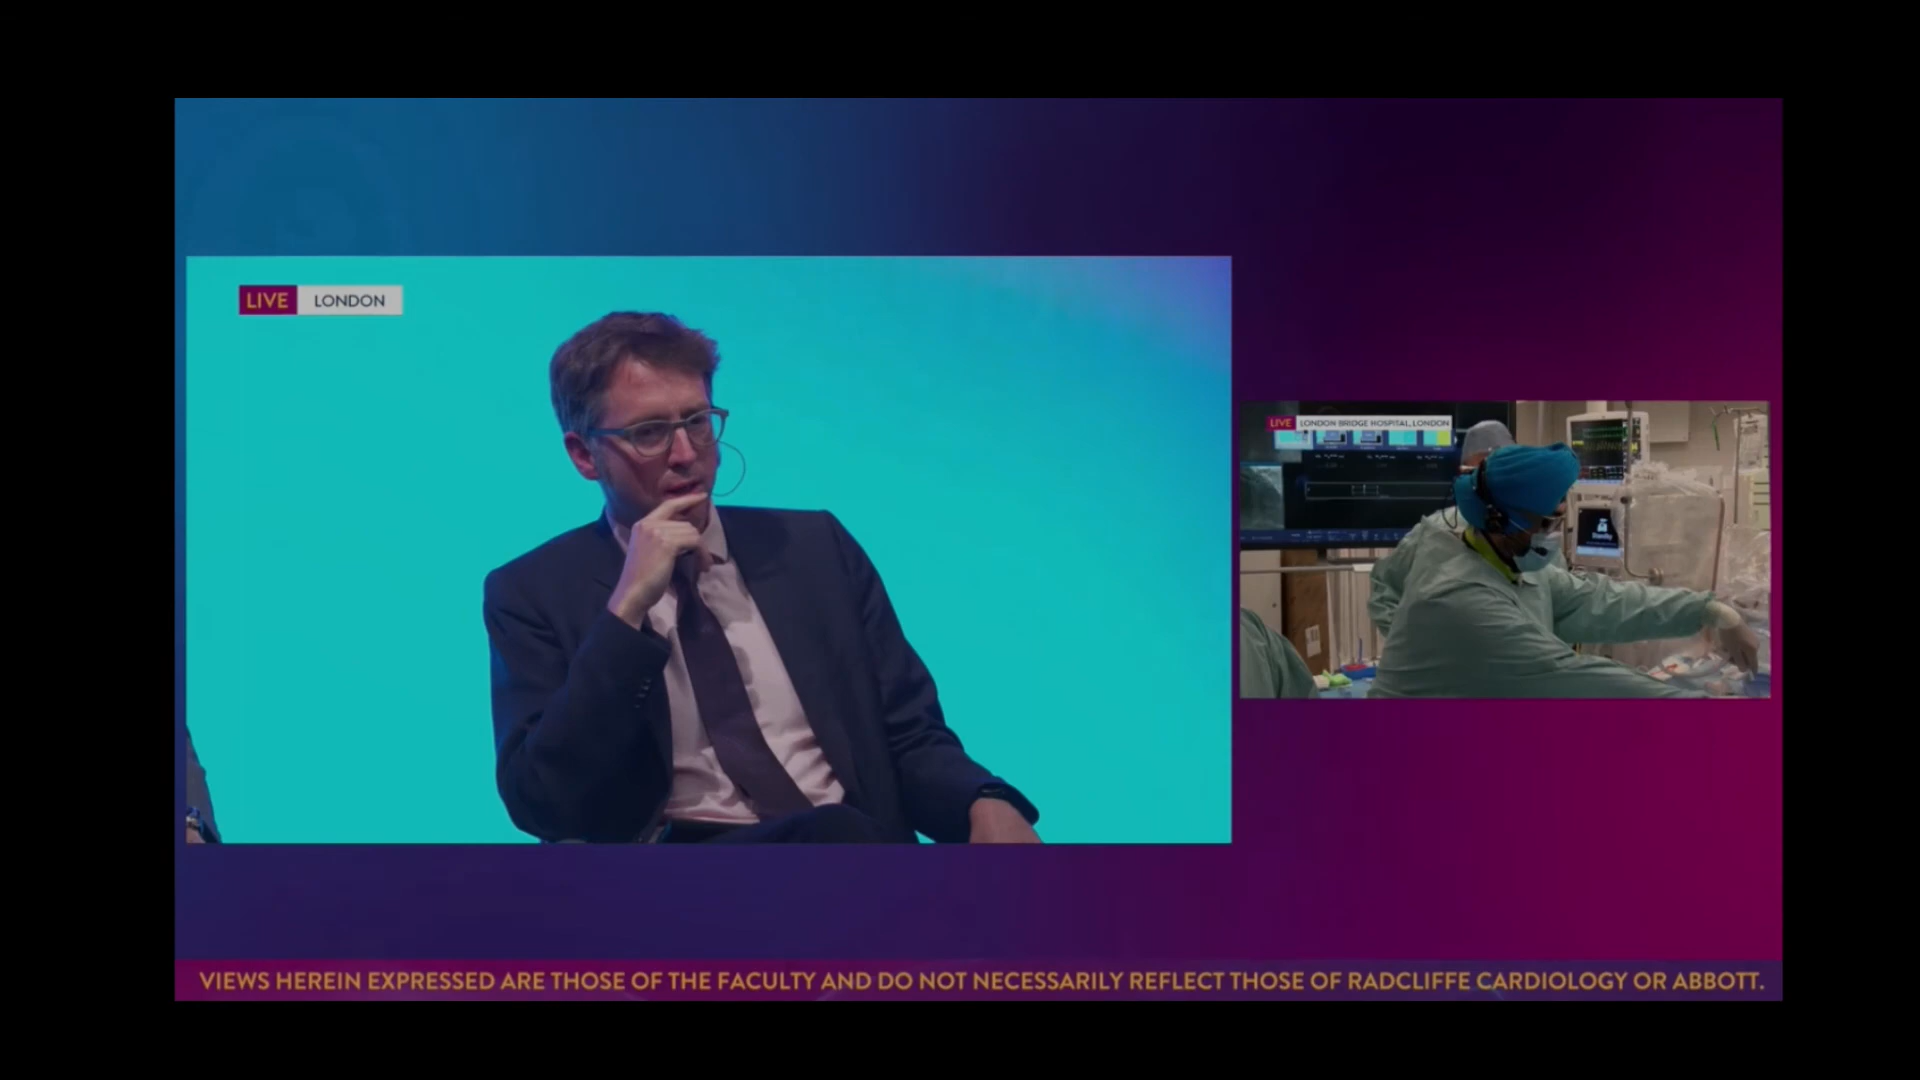 LIVE LONDON
LIVE LONDON BRIDGE HOSPITAL, LONDON
VIEWS HEREIN EXPRESSED ARE THOSE OF THE FACULTY AND DO NOT NECESSARILY REFLECT THOSE OF RADCLIFFE CARDIOLOGY OR ABBOTT.